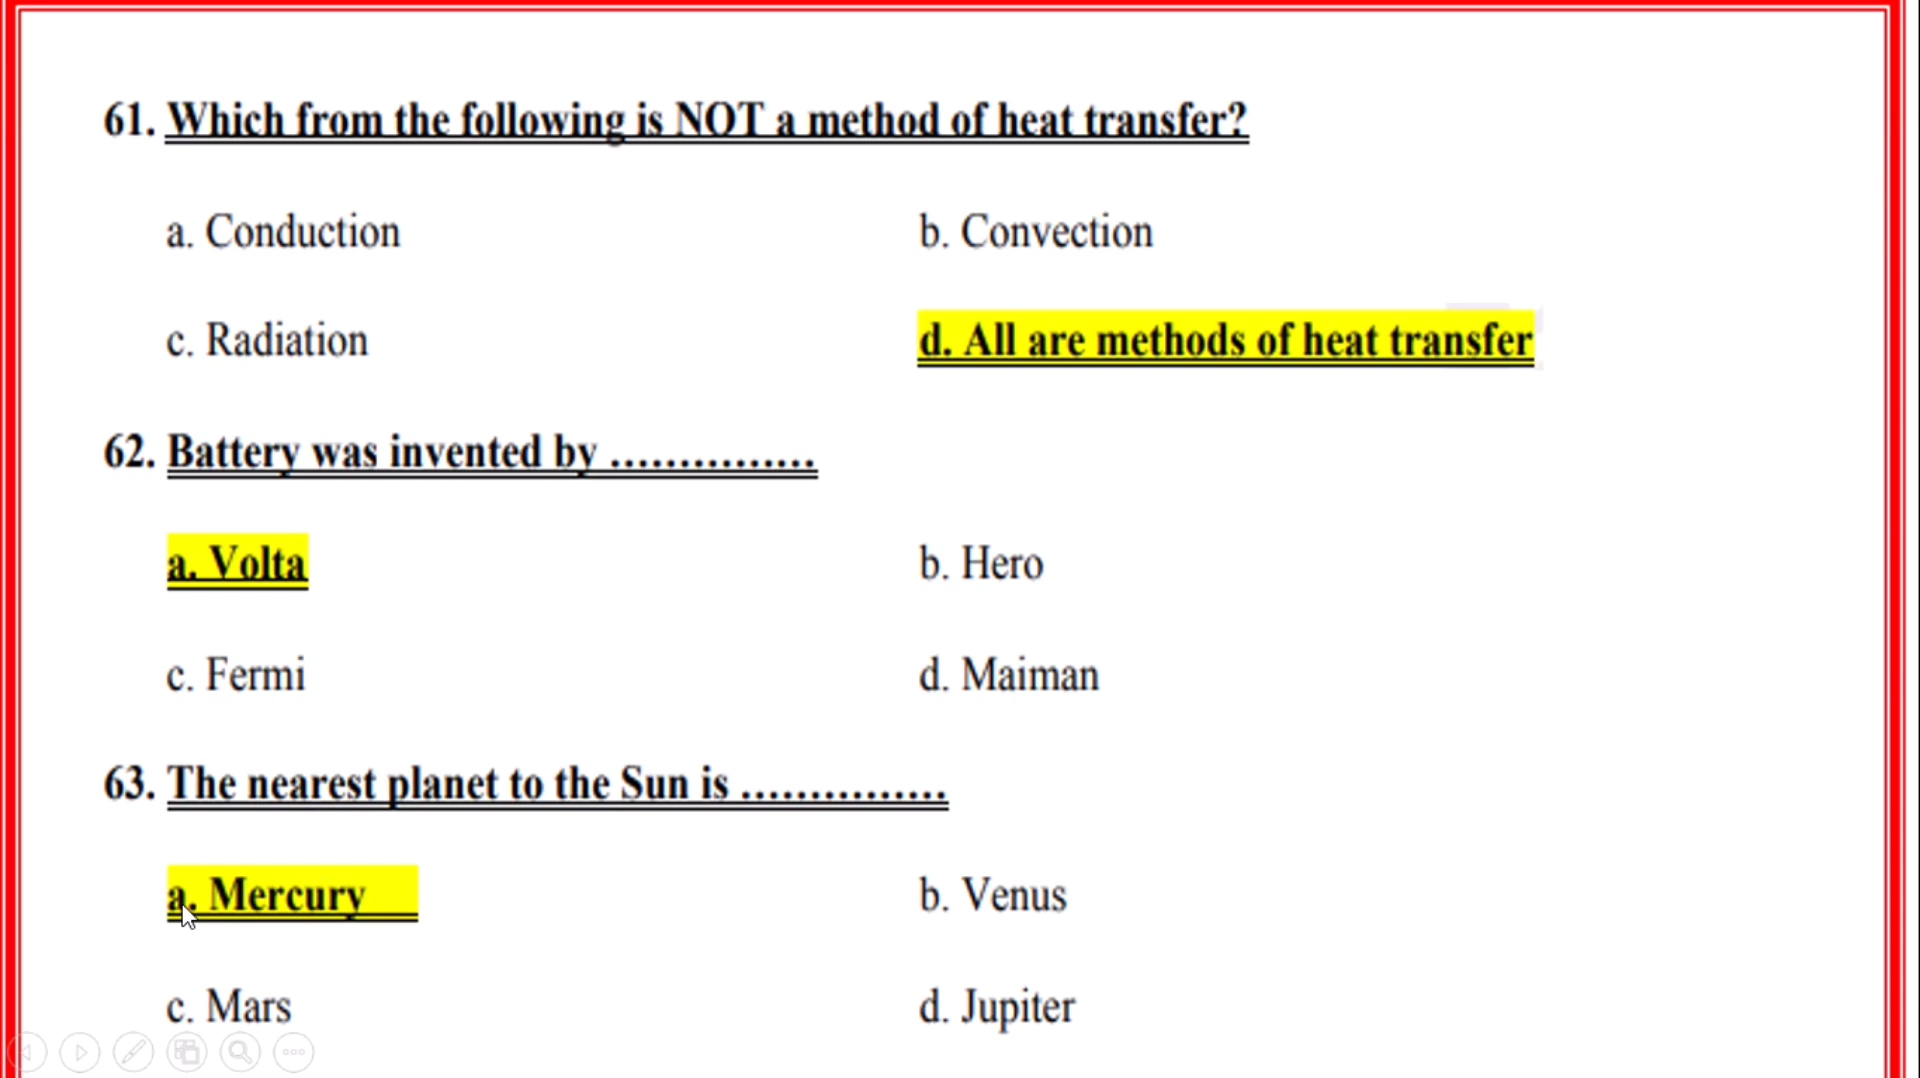 61. Which from the following is NOT a method of heat transfer?
a. Conduction b. Convection
c. Radiation d. All are methods of heat transfer
62. Battery was invented by ……………
a. Volta b. Hero
c. Fermi d. Maiman
63. The nearest planet to the Sun is ……………
a. Mercury b. Venus
c. Mars d. Jupiter